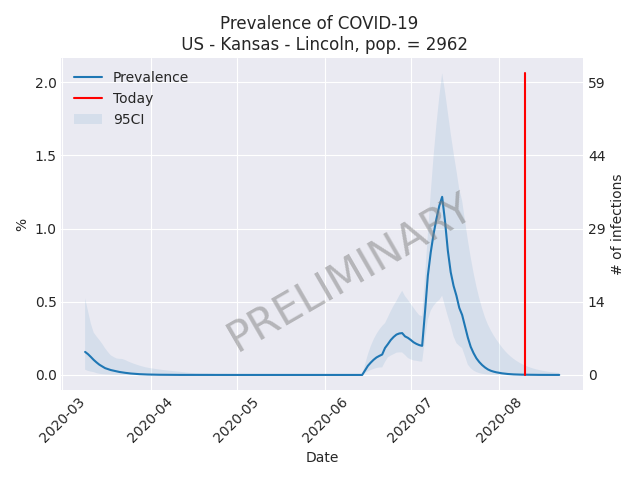 Prevalence of COVID-19
US - Kansas - Lincoln, pop. = 2962
Prevalence
Today
95CI
2.0
1.5
1.0
0.5
0.0
%
59
44
29
14
0
# of infections
PRELIMINARY
2020-03
2020-04
2020-05
2020-06
2020-07
2020-08
Date